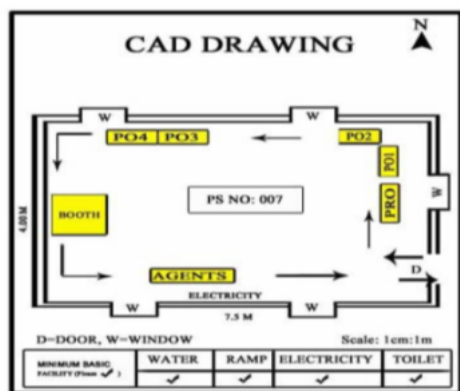 N
CAD DRAWING
W W
PO4 PO3 PO2
PO1
PS NO: 007 PRO W
BOOTH
4.00 M
D
AGENTS
ELECTRICITY
W W
7.5 M
D=DOOR, W=WINDOW Scale: 1cm:1m
MINIMUM BASIC WATER RAMP ELECTRICITY TOILET
FACILITY ✓ ✓ ✓ ✓ ✓